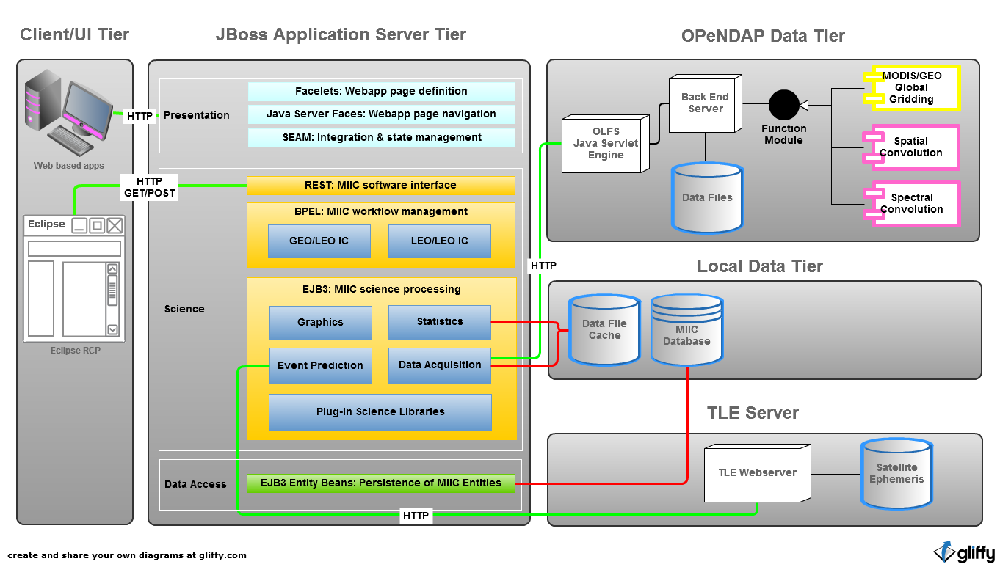 Client/UI Tier
JBoss Application Server Tier
OPeNDAP Data Tier
HTTP
Web-based apps
HTTP
GET/POST
Eclipse
Eclipse RCP
Presentation
Facelets: Webapp page definition
Java Server Faces: Webapp page navigation
SEAM: Integration & state management
Science
REST: MIIC software interface
BPEL: MIIC workflow management
GEO/LEO IC
LEO/LEO IC
EJB3: MIIC science processing
Graphics
Statistics
Event Prediction
Data Acquisition
Plug-In Science Libraries
Data Access
EJB3 Entity Beans: Persistence of MIIC Entities
HTTP
HTTP
OLFS
Java Servlet
Engine
Back End
Server
Data Files
Function
Module
MODIS/GEO
Global
Gridding
Spatial
Convolution
Spectral
Convolution
Local Data Tier
Data File
Cache
MIIC
Database
TLE Server
TLE Webserver
Satellite
Ephemeris
create and share your own diagrams at gliffy.com
gliffy